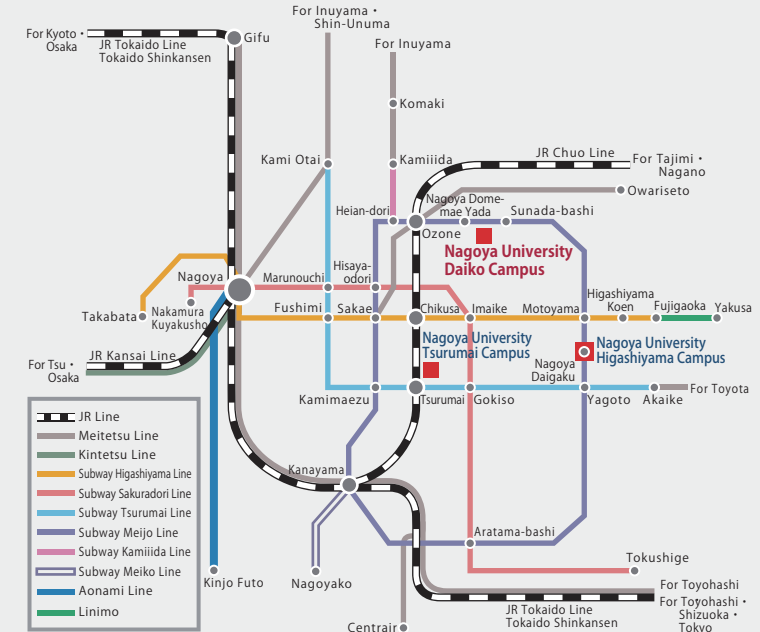 For Inuyama・
Shin-Unuma
For Kyoto・
Osaka
JR Tokaido Line
Tokaido Shinkansen
Gifu
For Inuyama
Komaki
Kami Otai
Kamiiida
JR Chuo Line
For Tajimi・
Nagano
Owariseto
Heian-dori
Nagoya Dome-
mae Yada
Sunada-bashi
Ozone
Nagoya University
Daiko Campus
Nagoya
Marunouchi
Hisaya-
odori
Takabata
Nakamura
Kuyakusho
Fushimi
Sakae
Chikusa
Imaike
Motoyama
Higashiyama
Koen
Fujigaoka
Yakusa
Nagoya University
Tsurumai Campus
Nagoya University
Higashiyama Campus
Nagoya
Daigaku
For Tsu・
Osaka
JR Kansai Line
Kamimaezu
Tsurumai
Gokiso
Yagoto
Akaike
For Toyota
JR Line
Meitetsu Line
Kintetsu Line
Subway Higashiyama Line
Subway Sakuradori Line
Subway Tsurumai Line
Subway Meijo Line
Subway Kamiiida Line
Subway Meiko Line
Aonami Line
Linimo
Kanayama
Aratama-bashi
Kinjo Futo
Nagoyako
Tokushige
Centrair
JR Tokaido Line
Tokaido Shinkansen
For Toyohashi
For Toyohashi・
Shizuoka・
Tokyo